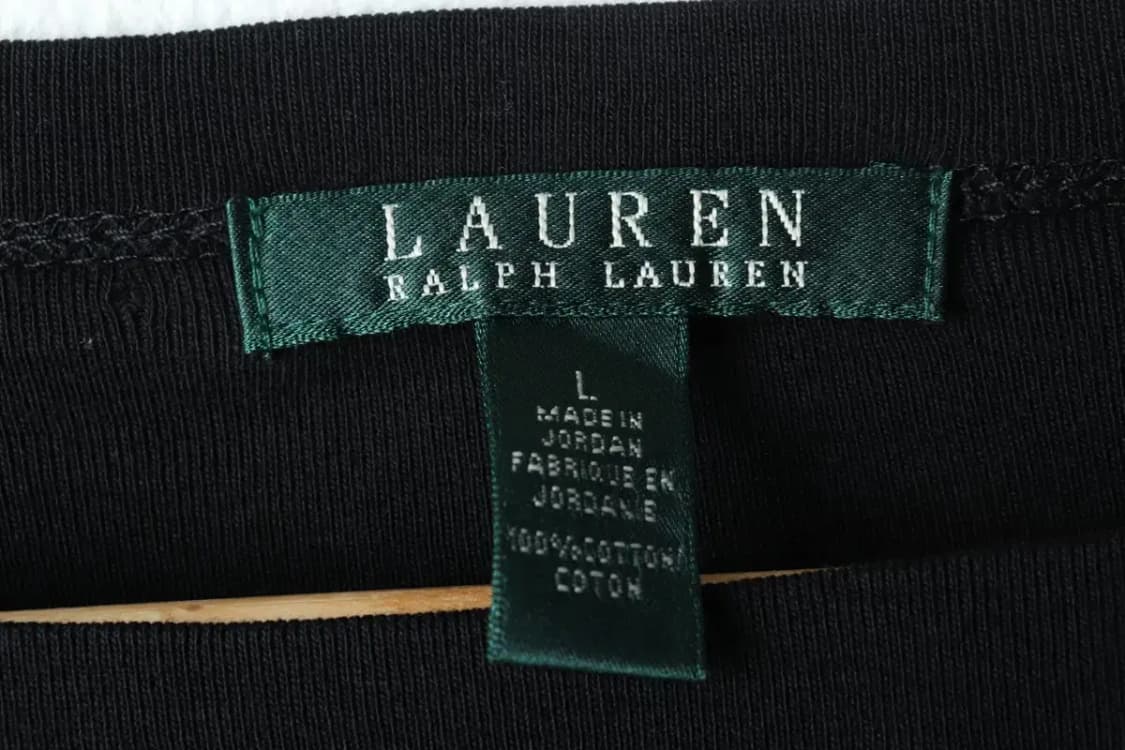 LAUREN
RALPH LAUREN
L
MADE IN
JORDAN
FABRIQUE EN
JORDANIE
100% COTTON/
COTON